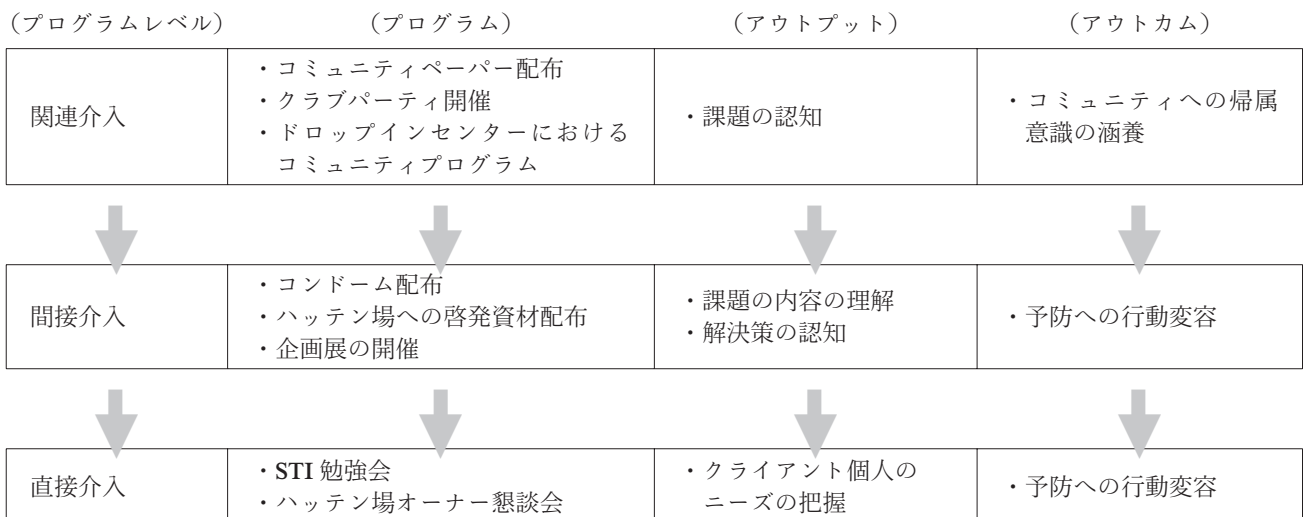 （プログラムレベル） （プログラム） （アウトプット） （アウトカム）
関連介入
・コミュニティペーパー配布
・クラブパーティ開催
・ドロップインセンターにおける
コミュニティプログラム
・課題の認知
・コミュニティへの帰属
意識の涵養
間接介入
・コンドーム配布
・ハッテン場への啓発資材配布
・企画展の開催
・課題の内容の理解
・解決策の認知
・予防への行動変容
直接介入
・STI 勉強会
・ハッテン場オーナー懇談会
・クライアント個人の
ニーズの把握
・予防への行動変容